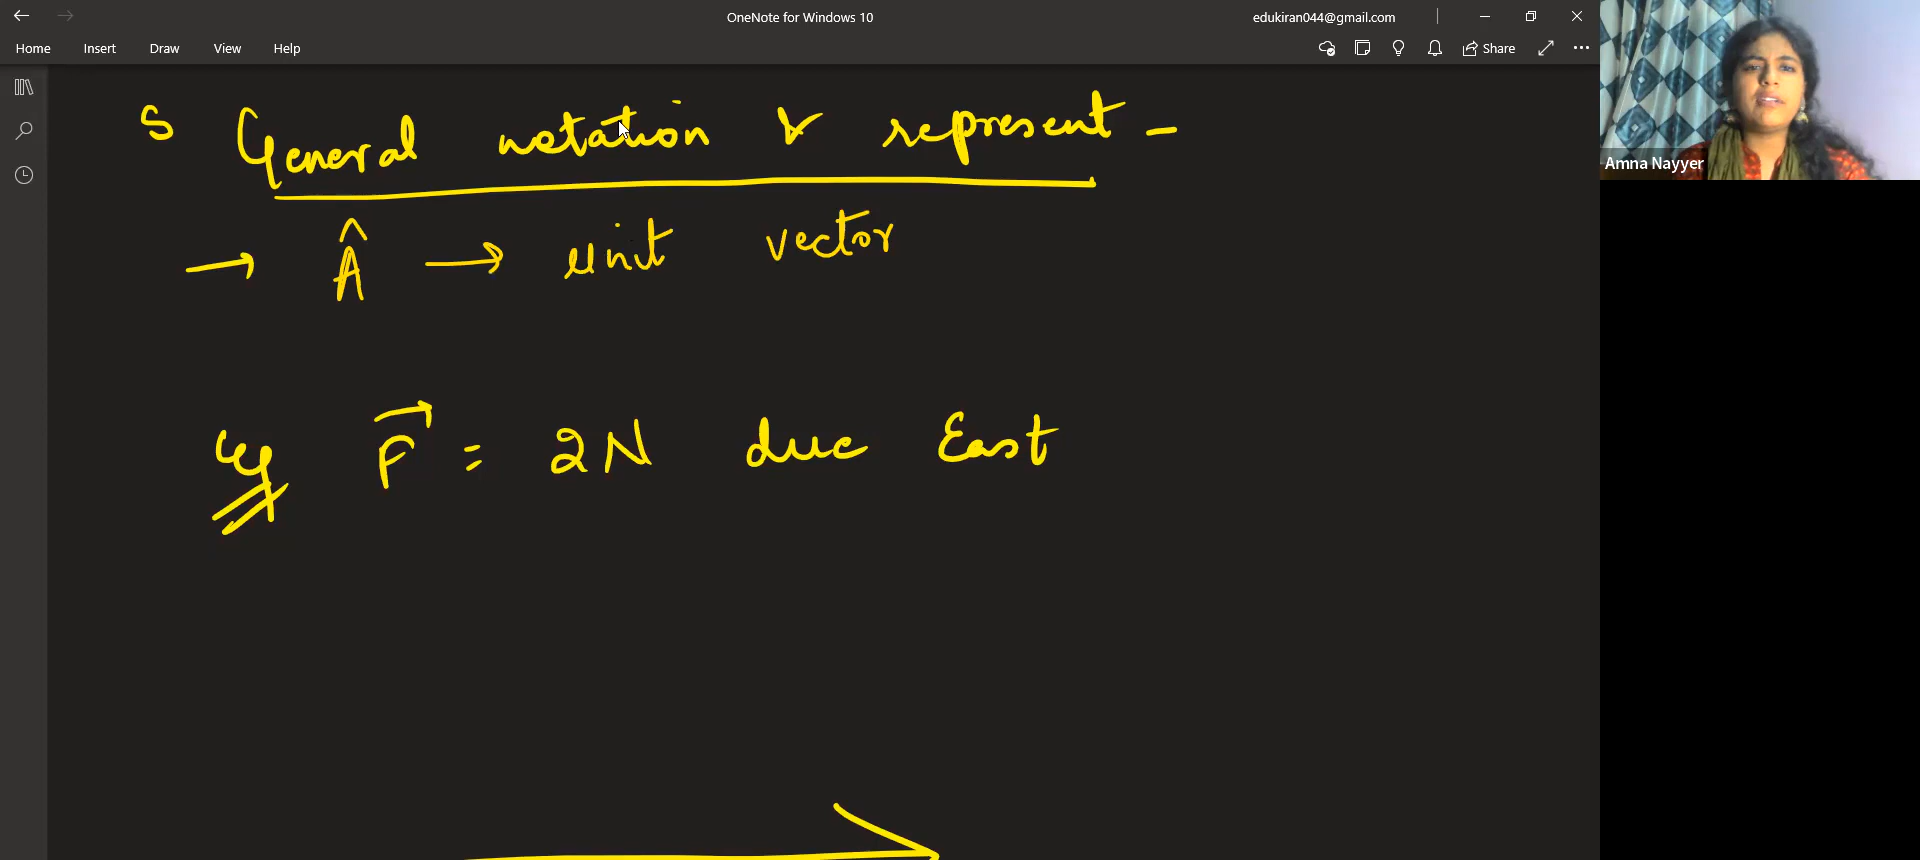 OneNote for Windows 10
edukiran044@gmail.com
Home Insert Draw View Help
Share
Amna Nayyer
S General notation & represent -
→ Â → unit vector
eg F⃗ = 2N due East